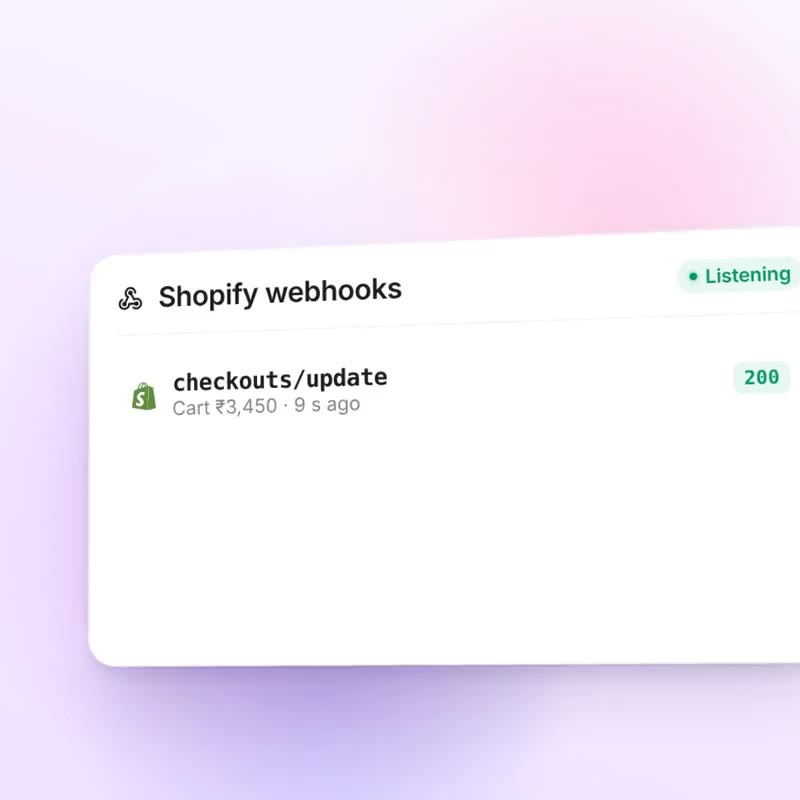 Shopify webhooks
Listening
checkouts/update
200
Cart ₹3,450 · 9 s ago